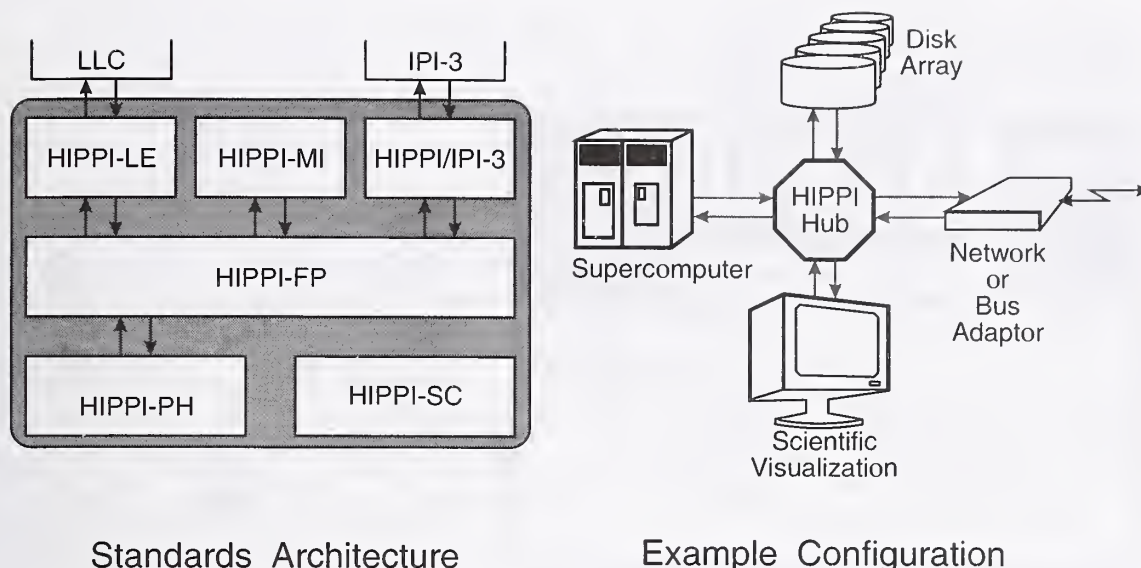 LLC
IPI-3
HIPPI-LE
HIPPI-MI
HIPPI/IPI-3
HIPPI-FP
HIPPI-PH
HIPPI-SC
Standards Architecture
Disk
Array
Supercomputer
HIPPI
Hub
Network
or
Bus
Adaptor
Scientific
Visualization
Example Configuration